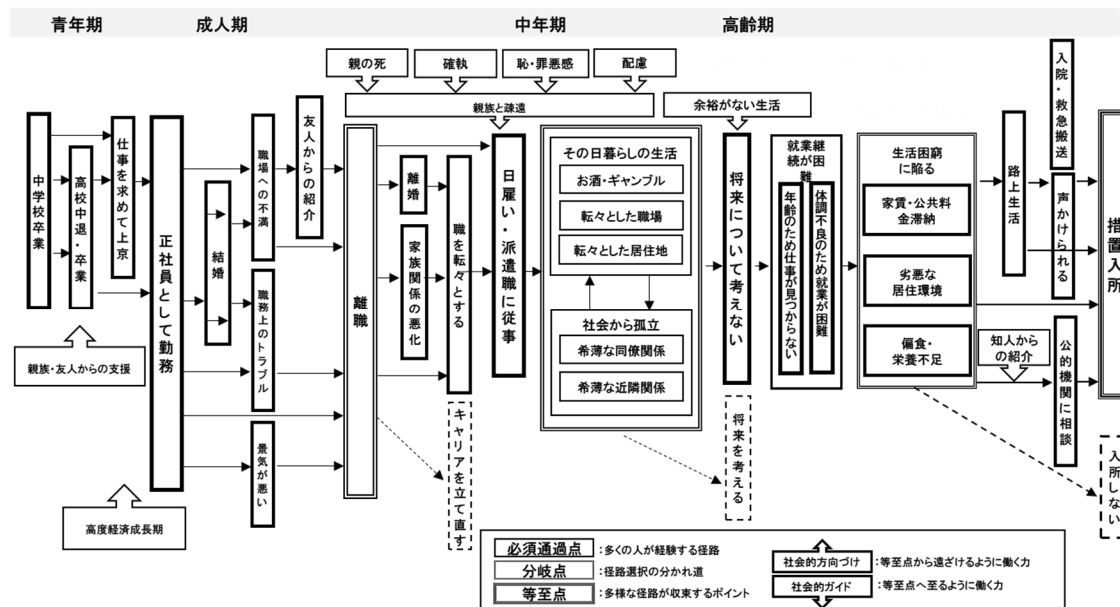 青年期
成人期
中年期
高齢期
親の死
確執
恥・罪悪感
配慮
親族と疎遠
余裕がない生活
中学校卒業
高校中退・卒業
仕事を求めて上京
親族・友人からの支援
正社員として勤務
高度経済成長期
結婚
職場への不満
職務上のトラブル
景気が悪い
友人からの紹介
離職
離婚
家族関係の悪化
職を転々とする
キャリアを立て直す
日雇い・派遣職に従事
その日暮らしの生活
お酒・ギャンブル
転々とした職場
転々とした居住地
社会から孤立
希薄な同僚関係
希薄な近隣関係
将来について考えない
将来を考える
就業継
続が困
難
年齢のため仕事が見つからない
体調不良のため就業が困難
生活困窮
に陥る
家賃・公共料
金滞納
劣悪な
居住環境
偏食・
栄養不足
路上生活
入院・救急搬送
声かけられる
知人から
の紹介
公的機関に相談
措置入所
入所しない
必須通過点
：多くの人が経験する径路
分岐点
：径路選択の分かれ道
等至点
：多様な径路が収束するポイント
社会的方向づけ
：等至点から遠ざけるように働く力
社会的ガイド
：等至点へ至るように働く力